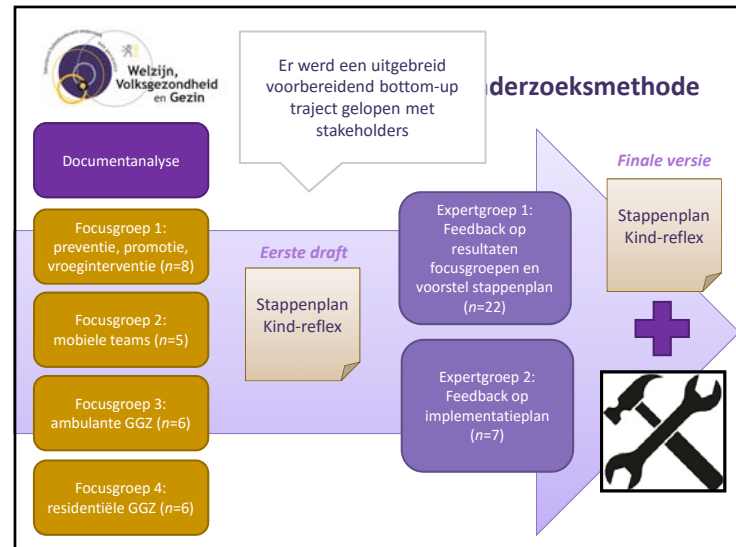 Welzijn,
Volksgezondheid
en Gezin
Er werd een uitgebreid
voorbereidend bottom-up
traject gelopen met
stakeholders
nderzoeksmethode
Documentanalyse
Focusgroep 1:
preventie, promotie,
vroeginterventie (n=8)
Focusgroep 2:
mobiele teams (n=5)
Focusgroep 3:
ambulante GGZ (n=6)
Focusgroep 4:
residentiële GGZ (n=6)
Eerste draft
Stappenplan
Kind-reflex
Expertgroep 1:
Feedback op
resultaten
focusgroepen en
voorstel stappenplan
(n=22)
Expertgroep 2:
Feedback op
implementatieplan
(n=7)
Finale versie
Stappenplan
Kind-reflex